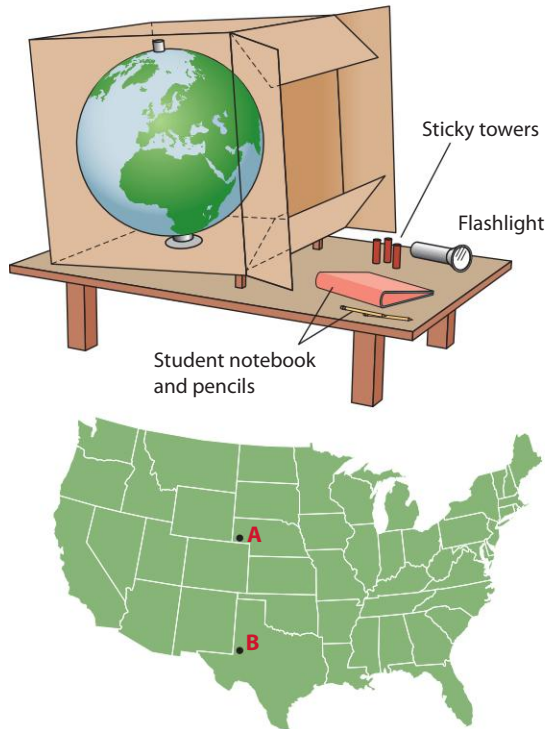 Sticky towers
Flashlight
Student notebook
and pencils
A
B